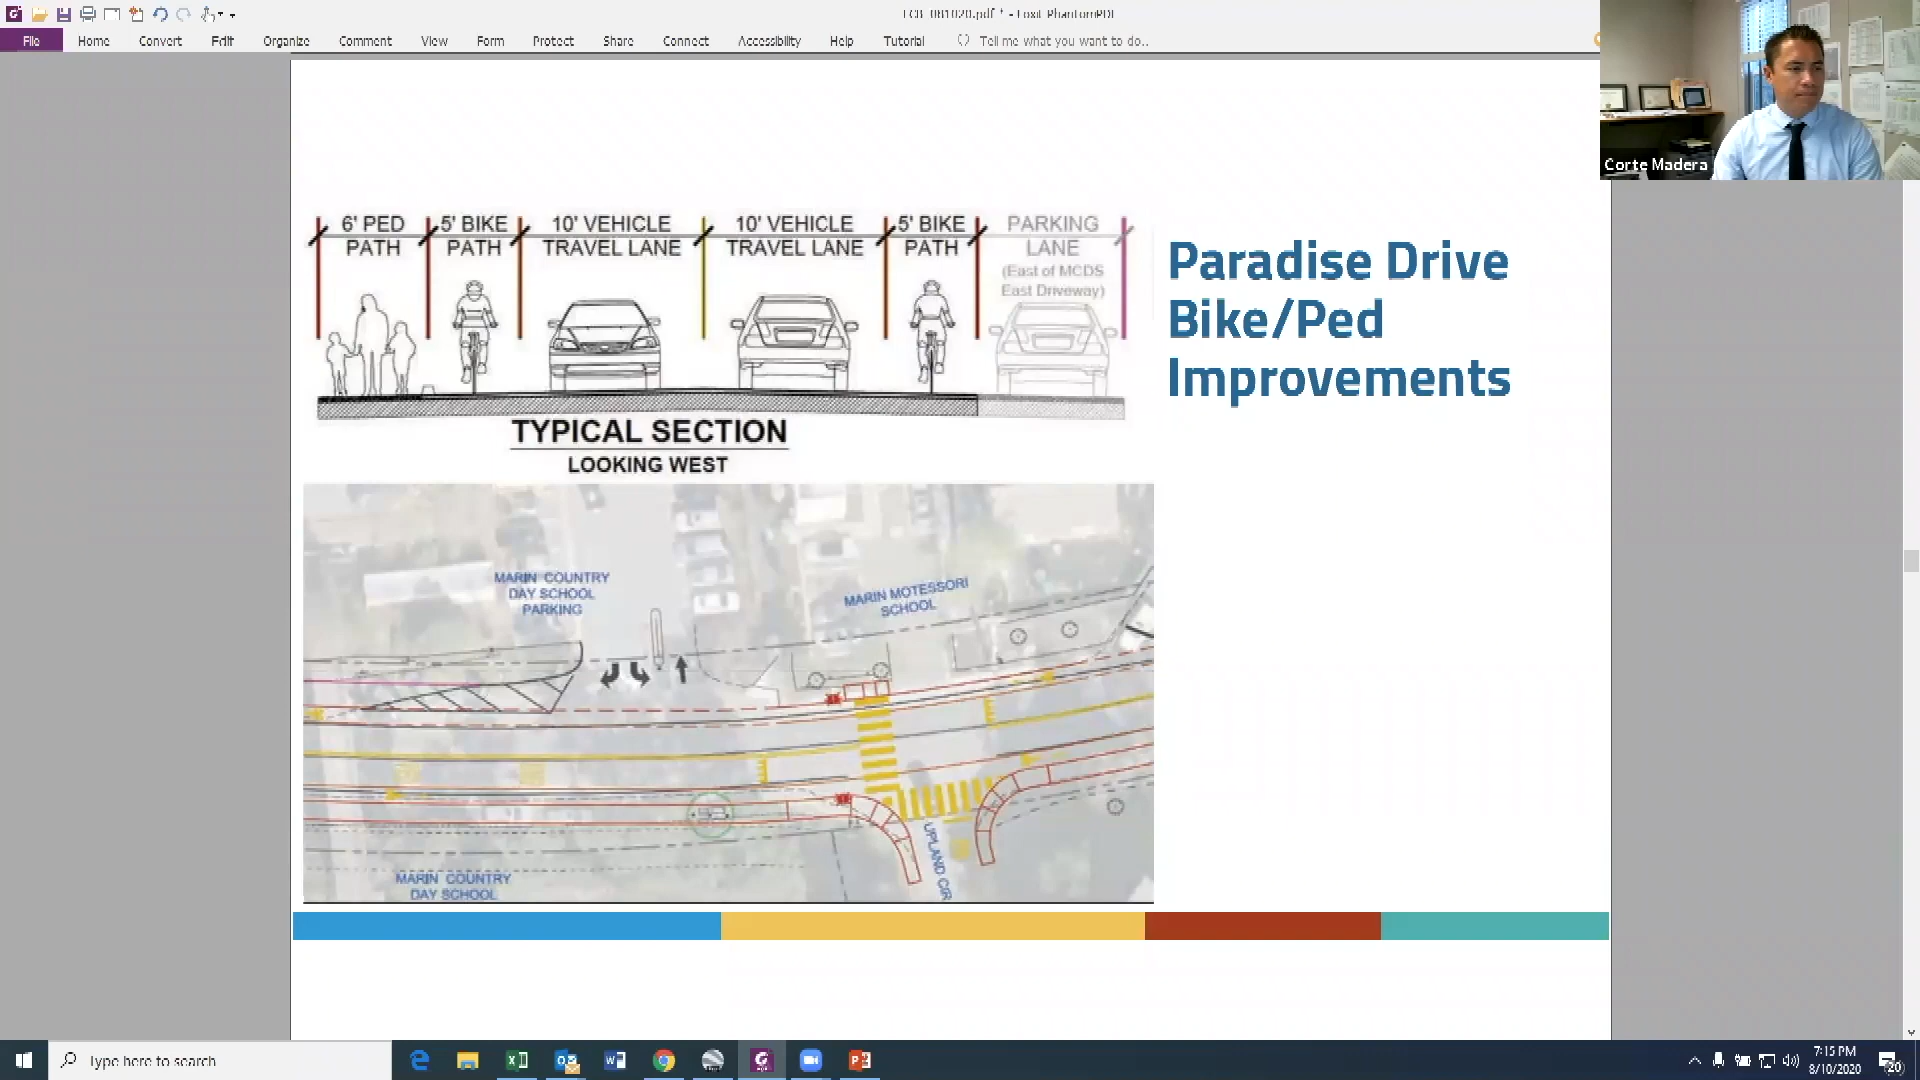 File Home Convert Edit Organize Comment View Form Protect Share Connect Accessibility Help Tutorial Tell me what you want to do..
Corte Madera
6' PED PATH
5' BIKE PATH
10' VEHICLE TRAVEL LANE
10' VEHICLE TRAVEL LANE
5' BIKE PATH
PARKING LANE
(East of MCDS
East Driveway)
TYPICAL SECTION
LOOKING WEST
Paradise Drive
Bike/Ped
Improvements
MARIN COUNTRY
DAY SCHOOL
PARKING
MARIN MOTESSORI
SCHOOL
UPLAND CIR
MARIN COUNTRY
DAY SCHOOL
Type here to search
7:15 PM
8/10/2020
20